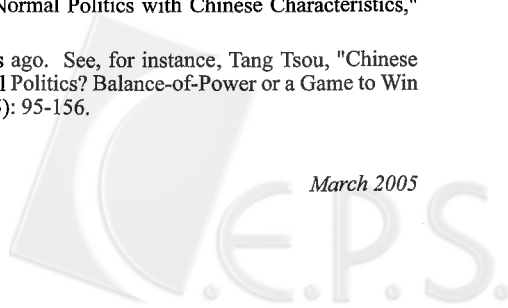 Normal Politics with Chinese Characteristics,"
s ago. See, for instance, Tang Tsou, "Chinese
l Politics? Balance-of-Power or a Game to Win
): 95-156.
March 2005
C.E.P.S.